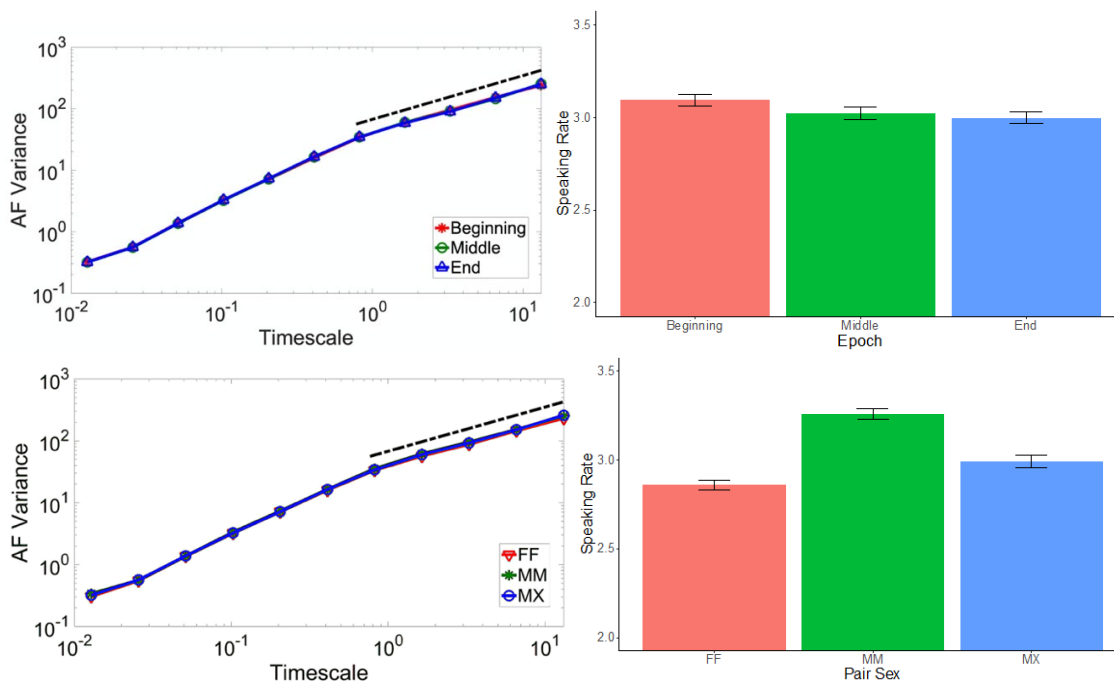 AF Variance
10^3
10^2
10^1
10^0
10^-1
10^-2
10^-1
10^0
10^1
Timescale
Beginning
Middle
End
Speaking Rate
3.5
3.0
2.5
2.0
Beginning
Middle
End
Epoch
AF Variance
10^3
10^2
10^1
10^0
10^-1
10^-2
10^-1
10^0
10^1
Timescale
FF
MM
MX
Speaking Rate
3.5
3.0
2.5
2.0
FF
MM
MX
Pair Sex